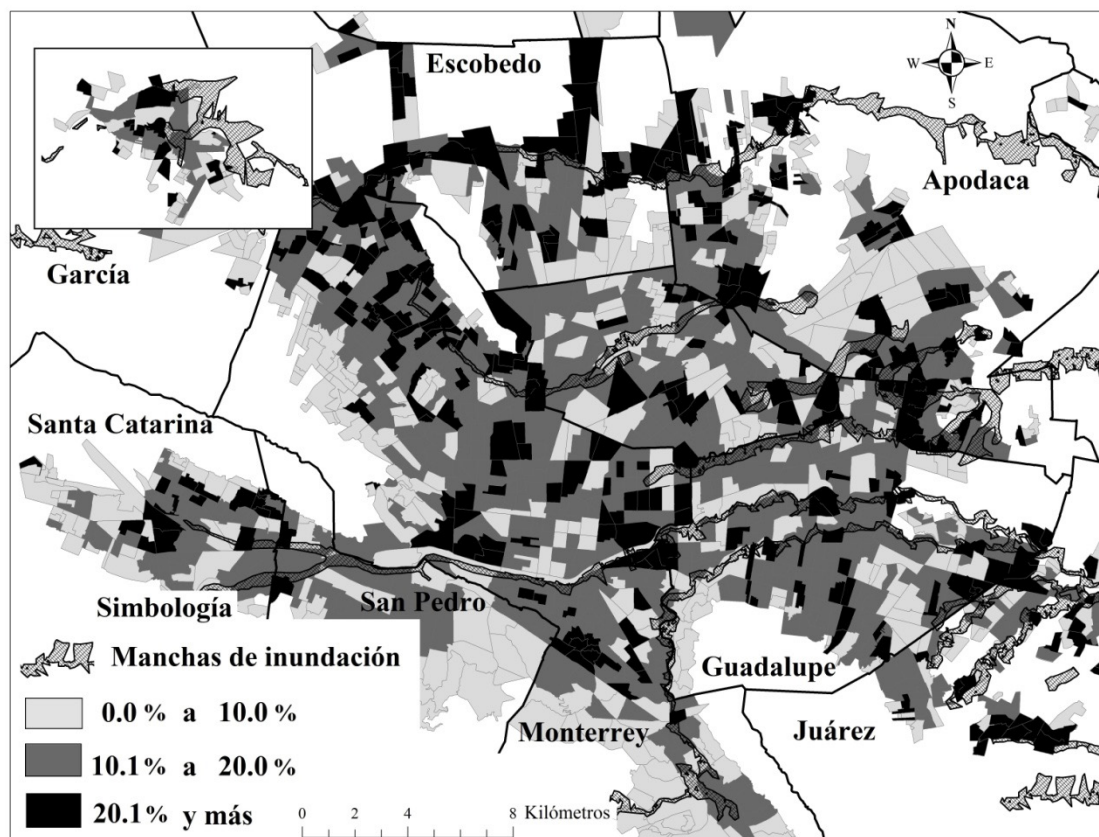 N
W E
S
Escobedo
Apodaca
García
Santa Catarina
San Pedro
Guadalupe
Monterrey
Juárez
Simbología
Manchas de inundación
0.0 % a 10.0 %
10.1% a 20.0 %
20.1% y más
0 2 4 8 Kilómetros